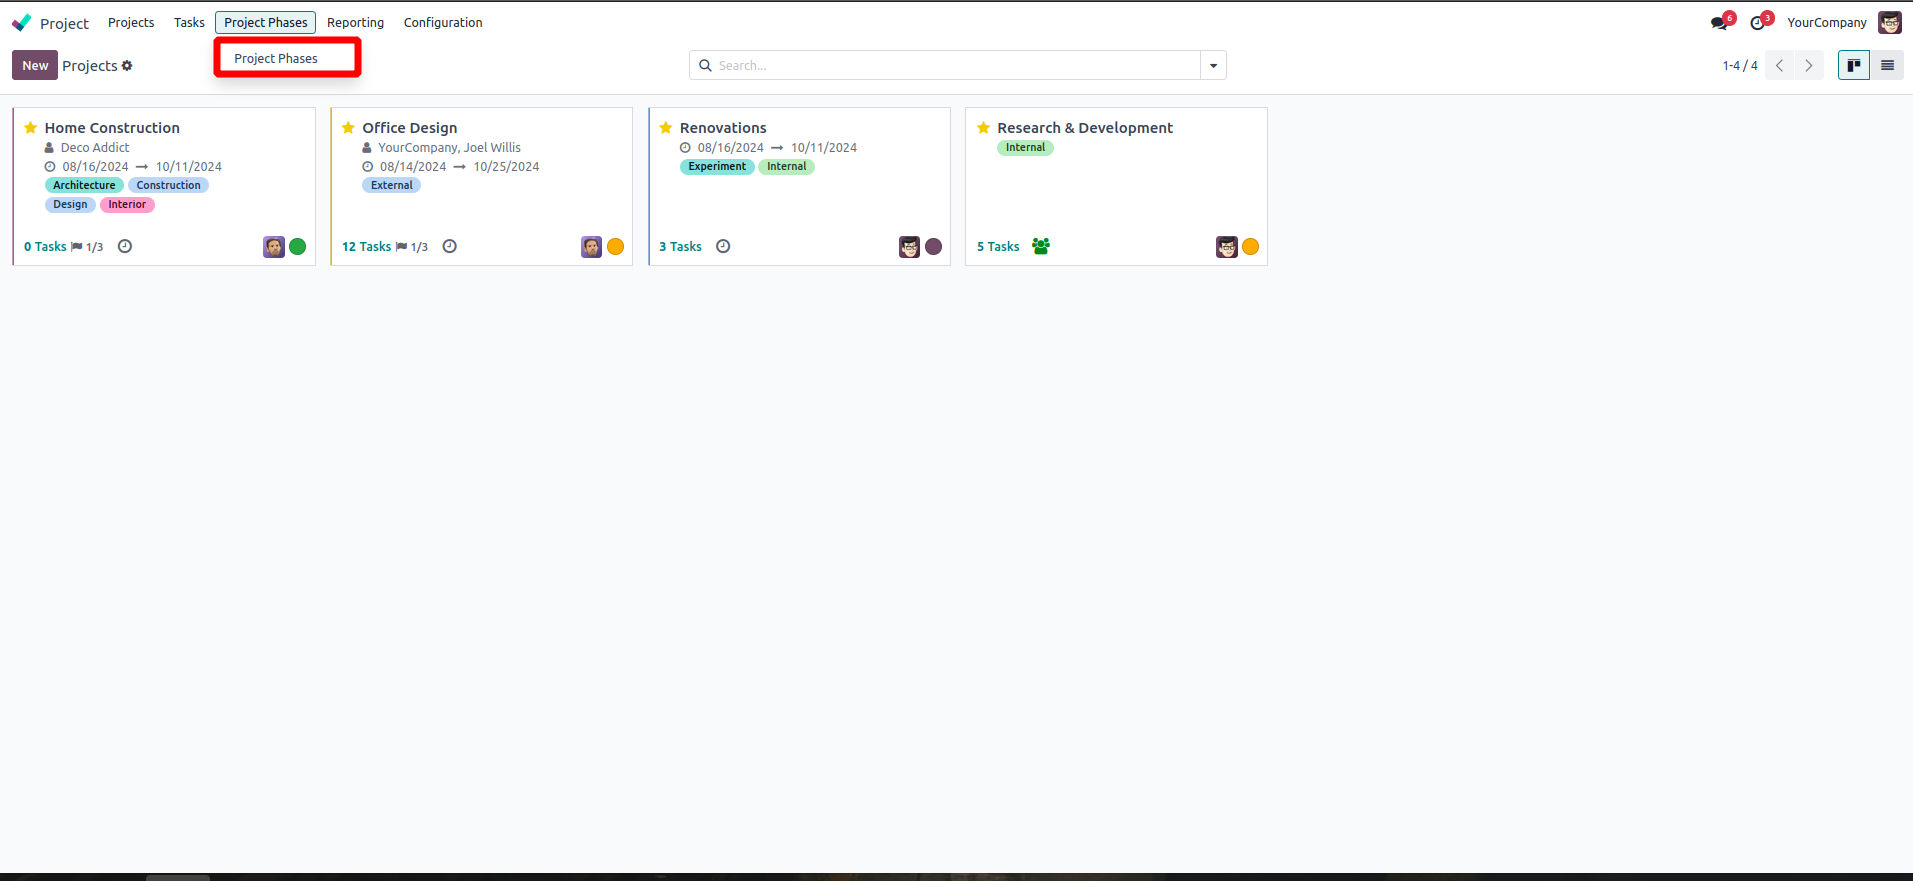 Project Projects Tasks Project Phases Reporting Configuration 6 3 YourCompany
Project Phases
New Projects Search... 1-4 / 4
Home Construction
Deco Addict
08/16/2024 → 10/11/2024
Architecture Construction
Design Interior
0 Tasks 1/3
Office Design
YourCompany, Joel Willis
08/14/2024 → 10/25/2024
External
12 Tasks 1/3
Renovations
08/16/2024 → 10/11/2024
Experiment Internal
3 Tasks
Research & Development
Internal
5 Tasks